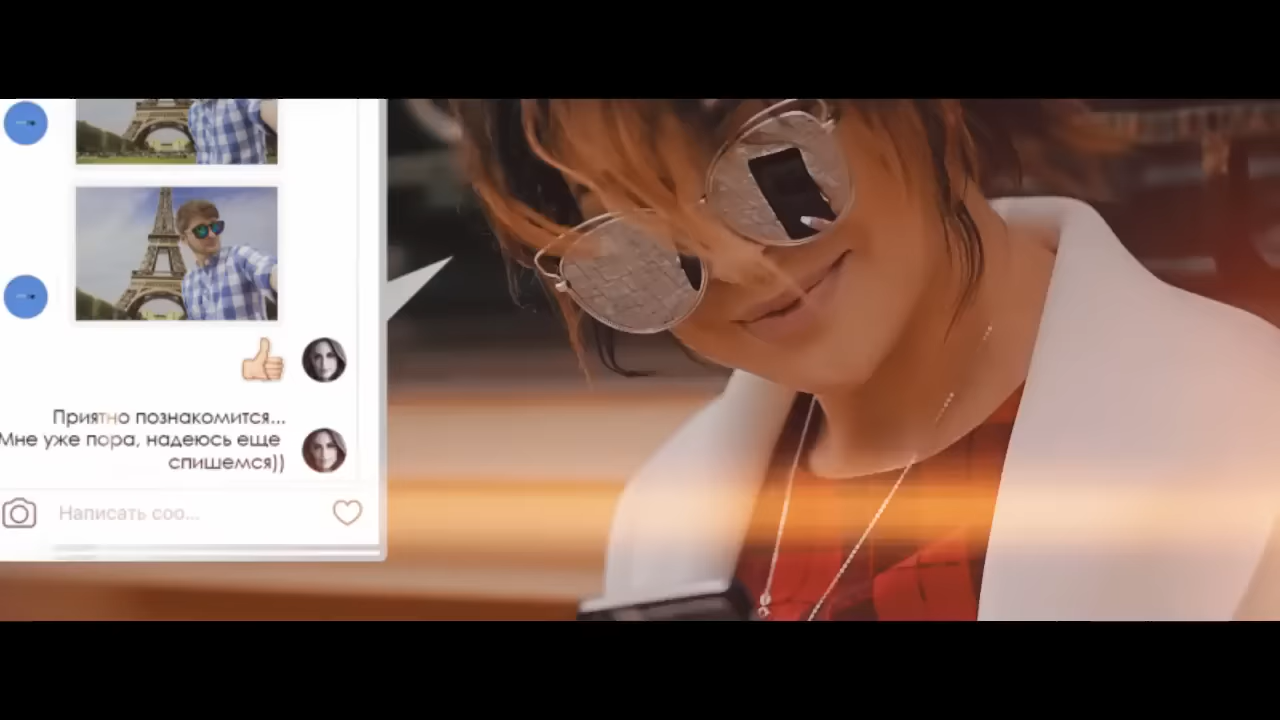 Приятно познакомится...
Мне уже пора, надеюсь еще
спишемся))
Написать соо...